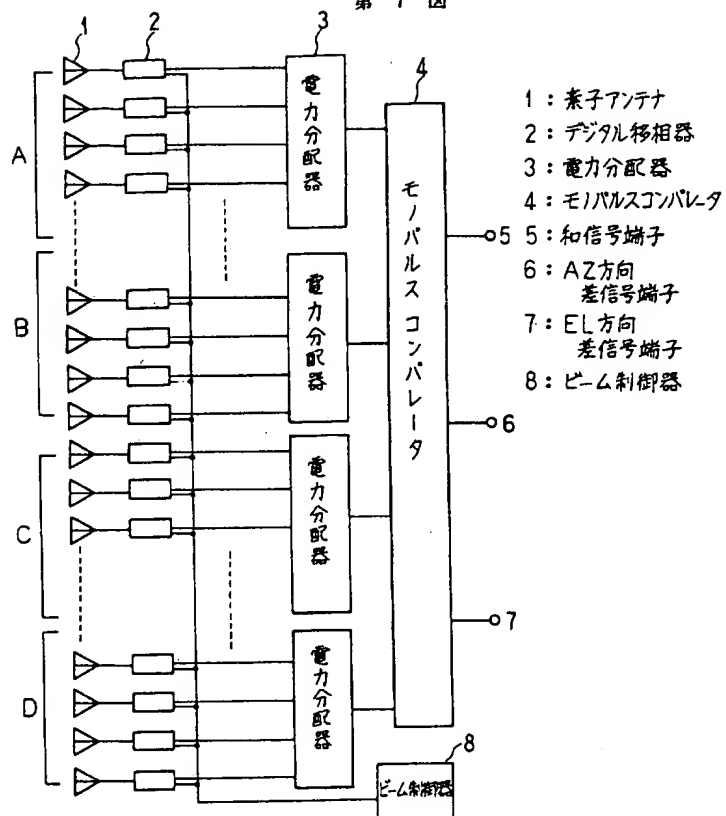 第 1 図
1
2
3
4
A
B
C
D
電力分配器
電力分配器
電力分配器
電力分配器
モノパルス コンパレータ
5
6
7
8
ビーム制御器
1 : 素子アンテナ
2 : デジタル移相器
3 : 電力分配器
4 : モノパルスコンパレータ
5 : 和信号端子
6 : AZ方向
差信号端子
7 : EL方向
差信号端子
8 : ビーム制御器